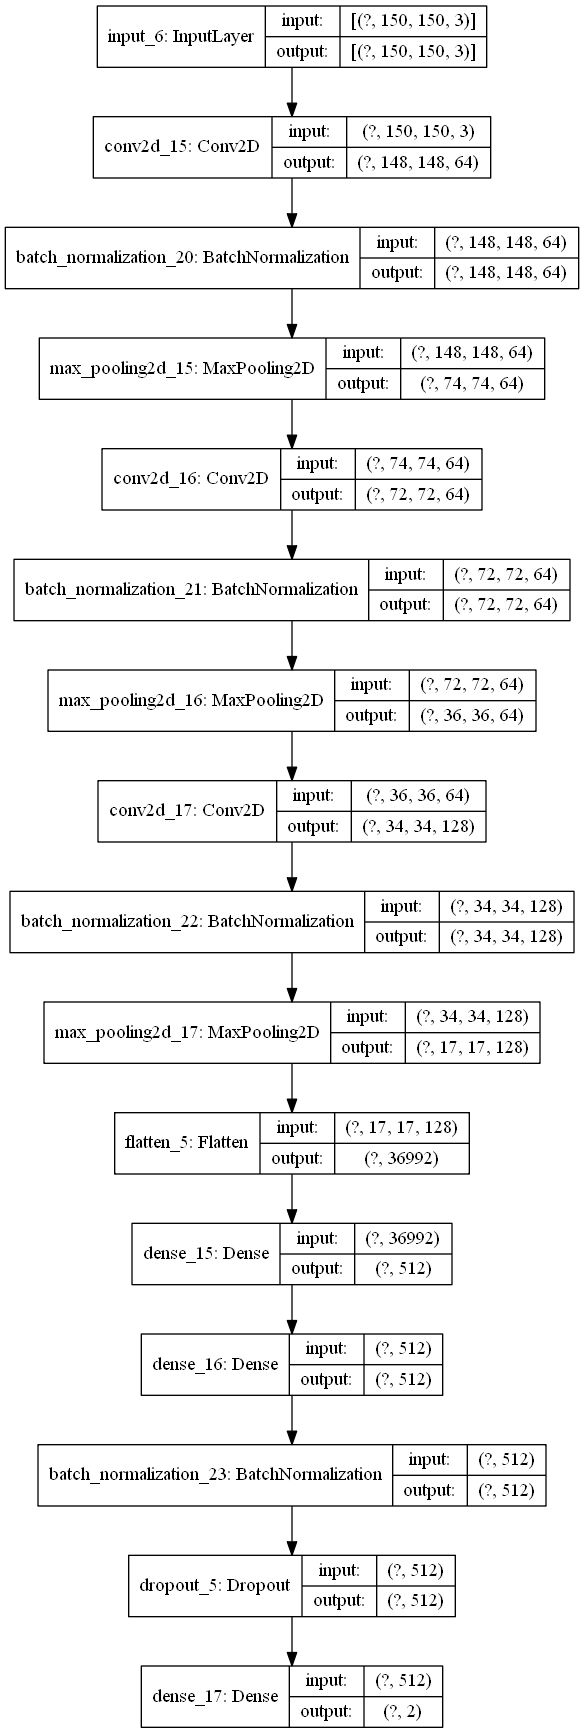 input_6: InputLayer
input: [(?, 150, 150, 3)]
output: [(?, 150, 150, 3)]
conv2d_15: Conv2D
input: (?, 150, 150, 3)
output: (?, 148, 148, 64)
batch_normalization_20: BatchNormalization
input: (?, 148, 148, 64)
output: (?, 148, 148, 64)
max_pooling2d_15: MaxPooling2D
input: (?, 148, 148, 64)
output: (?, 74, 74, 64)
conv2d_16: Conv2D
input: (?, 74, 74, 64)
output: (?, 72, 72, 64)
batch_normalization_21: BatchNormalization
input: (?, 72, 72, 64)
output: (?, 72, 72, 64)
max_pooling2d_16: MaxPooling2D
input: (?, 72, 72, 64)
output: (?, 36, 36, 64)
conv2d_17: Conv2D
input: (?, 36, 36, 64)
output: (?, 34, 34, 128)
batch_normalization_22: BatchNormalization
input: (?, 34, 34, 128)
output: (?, 34, 34, 128)
max_pooling2d_17: MaxPooling2D
input: (?, 34, 34, 128)
output: (?, 17, 17, 128)
flatten_5: Flatten
input: (?, 17, 17, 128)
output: (?, 36992)
dense_15: Dense
input: (?, 36992)
output: (?, 512)
dense_16: Dense
input: (?, 512)
output: (?, 512)
batch_normalization_23: BatchNormalization
input: (?, 512)
output: (?, 512)
dropout_5: Dropout
input: (?, 512)
output: (?, 512)
dense_17: Dense
input: (?, 512)
output: (?, 2)